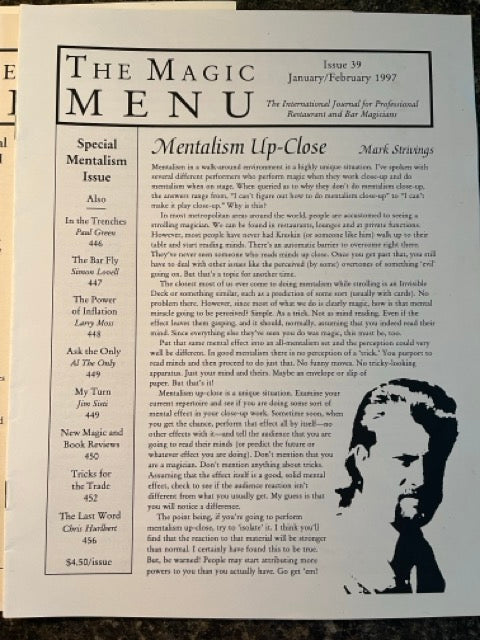 THE MAGIC
MENU
Issue 39
January/February 1997
The International Journal for Professional
Restaurant and Bar Magicians
Special
Mentalism
Issue
Also
In the Trenches
Paul Green
446
The Bar Fly
Simon Lovell
447
The Power
of Inflation
Larry Moss
448
Ask the Only
Al The Only
449
My Turn
Jim Sisti
449
New Magic and
Book Reviews
450
Tricks for
the Trade
452
The Last Word
Chris Hurlbert
456
$4.50/issue
Mentalism Up-Close
Mark Strivings
Mentalism in a walk-around environment is a highly unique situation. I've spoken with
several different performers who perform magic when they work close-up and do
mentalism when on stage. When queried as to why they don't do mentalism close-up,
the answers range from, "I can't figure out how to do mentalism close-up" to "I can't
make it play close-up." Why is this?
In most metropolitan areas around the world, people are accustomed to seeing a
strolling magician. We can be found in restaurants, lounges and at private functions.
However, most people have never had Kreskin (or someone like him) walk up to their
table and start reading minds. There's an automatic barrier to overcome right there.
They've never seen someone who reads minds up close. Once you get past that, you still
have to deal with other issues like the perceived (by some) overtones of something 'evil'
going on. But that's a topic for another time.
The closest most of us ever come to doing mentalism while strolling is an Invisible
Deck or something similar, such as a prediction of some sort (usually with cards). No
problem there. However, since most of what we do is clearly magic, how is that mental
miracle going to be perceived? Simple. As a trick. Not as mind reading. Even if the
effect leaves them gasping, and it should, normally, assuming that you indeed read their
mind. Since everything else they've seen you do was magic, this must be, too.
Put that same mental effect into an all-mentalism set and the perception could very
well be different. In good mentalism there is no perception of a 'trick.' You purport to
read minds and then proceed to do just that. No funny moves. No tricky-looking
apparatus. Just your mind and theirs. Maybe an envelope or slip of
paper. But that's it!
Mentalism up-close is a unique situation. Examine your
current repertoire and see if you are doing some sort of
mental effect in your close-up work. Sometime soon, when
you get the chance, perform that effect all by itself—no
other effects with it—and tell the audience that you are
going to read their minds (or predict the future or
whatever effect you are doing). Don't mention that you
are a magician. Don't mention anything about tricks.
Assuming that the effect itself is a good, solid mental
effect, check to see if the audience reaction isn't
different from what you usually get. My guess is that
you will notice a difference.
The point being, if you're going to perform
mentalism up-close, try to 'isolate' it. I think you'll
find that the reaction to that material will be stronger
than normal. I certainly have found this to be true.
But, be warned! People may start attributing more
powers to you than you actually have. Go get 'em!